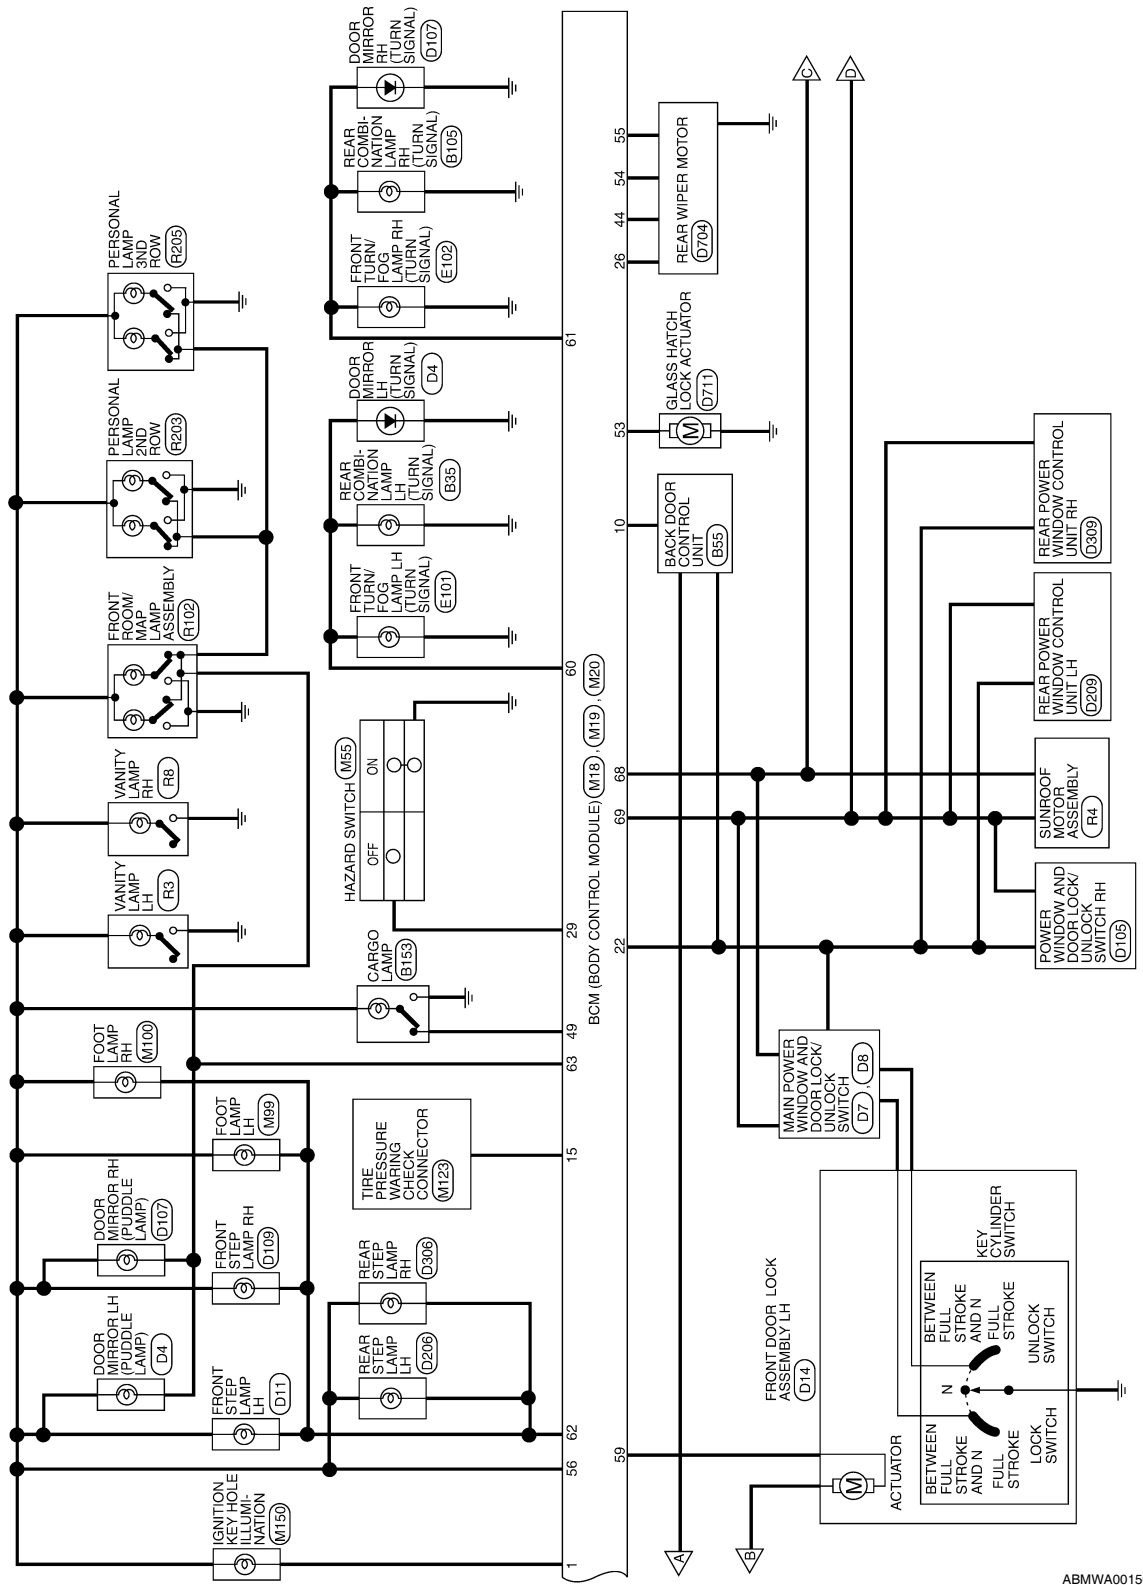 IGNITION
KEY HOLE
ILLUMI-
NATION
M150
FRONT
STEP
LAMP
LH
D11
DOOR
MIRROR LH
(PUDDLE
LAMP)
D4
FRONT
STEP
LAMP RH
D109
DOOR
MIRROR RH
(PUDDLE
LAMP)
D107
FOOT
LAMP
LH
M99
FOOT
LAMP
RH
M100
VANITY
LAMP
LH
R3
VANITY
LAMP
RH
R8
FRONT
ROOM/
MAP
LAMP
ASSEMBLY
R102
PERSONAL
LAMP
2ND
ROW
R203
PERSONAL
LAMP
3ND
ROW
R205
REAR
STEP
LAMP
LH
D206
REAR
STEP
LAMP
RH
D306
TIRE
PRESSURE
WARING
CHECK
CONNECTOR
M123
CARGO
LAMP
B153
HAZARD SWITCH
M55
OFF
ON
FRONT
TURN/
FOG
LAMP LH
(TURN
SIGNAL)
E101
REAR
COMBI-
NATION
LAMP
LH
(TURN
SIGNAL)
B35
DOOR
MIRROR
LH
(TURN
SIGNAL)
D4
FRONT
TURN/
FOG
LAMP RH
(TURN
SIGNAL)
E102
REAR
COMBI-
NATION
LAMP
RH
(TURN
SIGNAL)
B105
DOOR
MIRROR
RH
(TURN
SIGNAL)
D107
1
56
62
15
63
49
29
60
61
BCM (BODY CONTROL MODULE) M18 , M19 , M20
59
22
69
68
10
53
26
44
54
55
A
B
FRONT DOOR LOCK
ASSEMBLY LH
D14
M
ACTUATOR
KEY
CYLINDER
SWITCH
BETWEEN
FULL
STROKE
AND N
FULL
STROKE
LOCK
SWITCH
N
BETWEEN
FULL
STROKE
AND N
FULL
STROKE
UNLOCK
SWITCH
MAIN POWER
WINDOW AND
DOOR LOCK/
UNLOCK
SWITCH
D7 , D8
POWER
WINDOW AND
DOOR LOCK/
UNLOCK
SWITCH RH
D105
SUNROOF
MOTOR
ASSEMBLY
R4
REAR POWER
WINDOW CONTROL
UNIT LH
D209
REAR POWER
WINDOW CONTROL
UNIT RH
D309
BACK DOOR
CONTROL
UNIT
B55
M
GLASS HATCH
LOCK ACTUATOR
D711
REAR WIPER MOTOR
D704
C
D
ABMWA0015